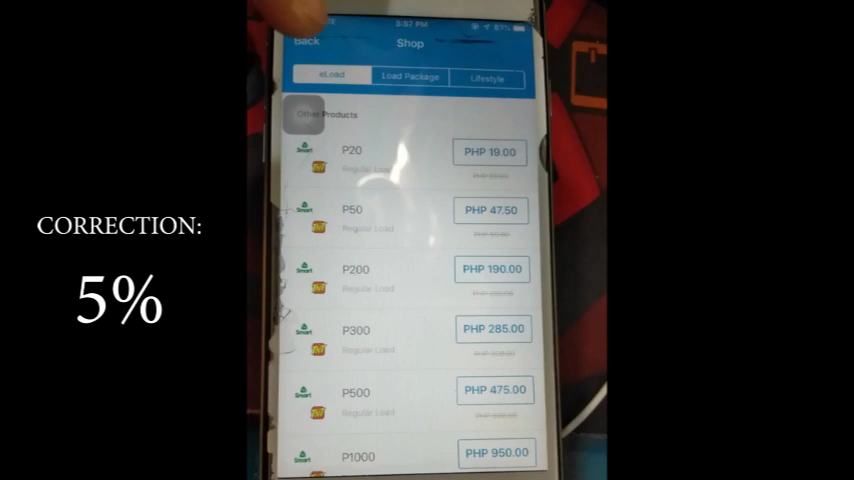 3:57 PM
87%
Back
Shop
eLoad
Load Package
Lifestyle
Other Products
Smart
P20
Regular Load
PHP 19.00
Smart
P50
Regular Load
PHP 47.50
Smart
P200
Regular Load
PHP 190.00
Smart
P300
Regular Load
PHP 285.00
Smart
P500
Regular Load
PHP 475.00
Smart
P1000
PHP 950.00
CORRECTION:
5%